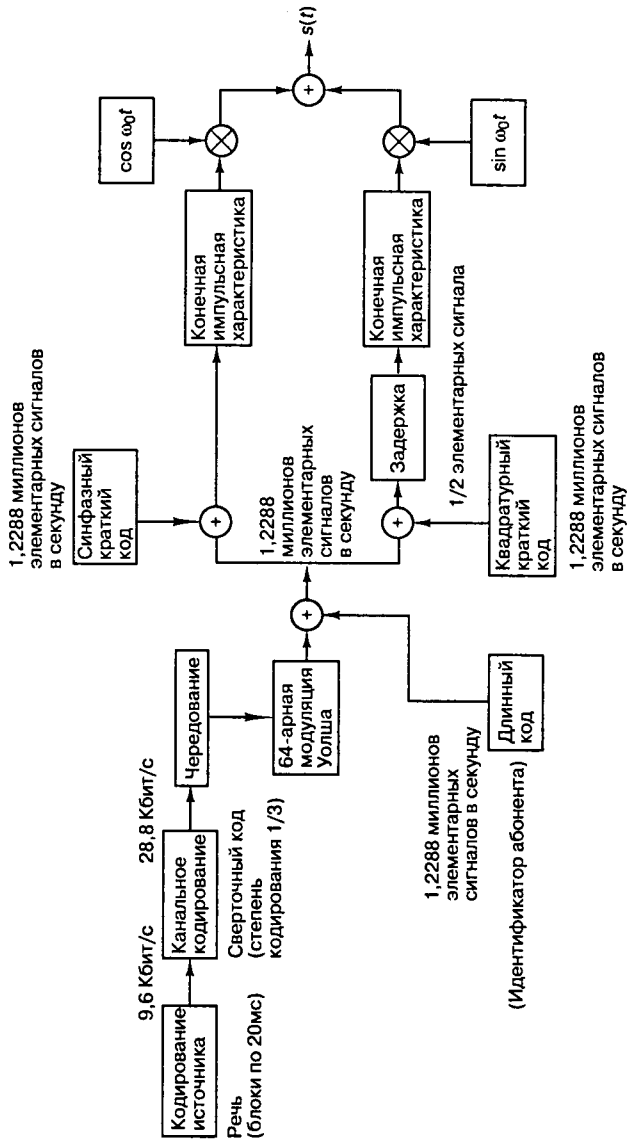 Кодирование
источника
Речь
(блоки по 20мс)
9,6 Кбит/с
Канальное
кодирование
Сверточный код
(степень
кодирования 1/3)
28,8 Кбит/с
Чередование
64-арная
модуляция
Уолша
1,2288 миллионов
элементарных
сигналов в секунду
Длинный
код
(Идентификатор абонента)
1,2288
миллионов
элементарных
сигналов
в секунду
1,2288 миллионов
элементарных сигналов
в секунду
Синфазный
краткий
код
Конечная
импульсная
характеристика
cos ω₀t
Квадратурный
краткий
код
1,2288 миллионов
элементарных сигналов
в секунду
Задержка
1/2 элементарных сигнала
Конечная
импульсная
характеристика
sin ω₀t
s(t)